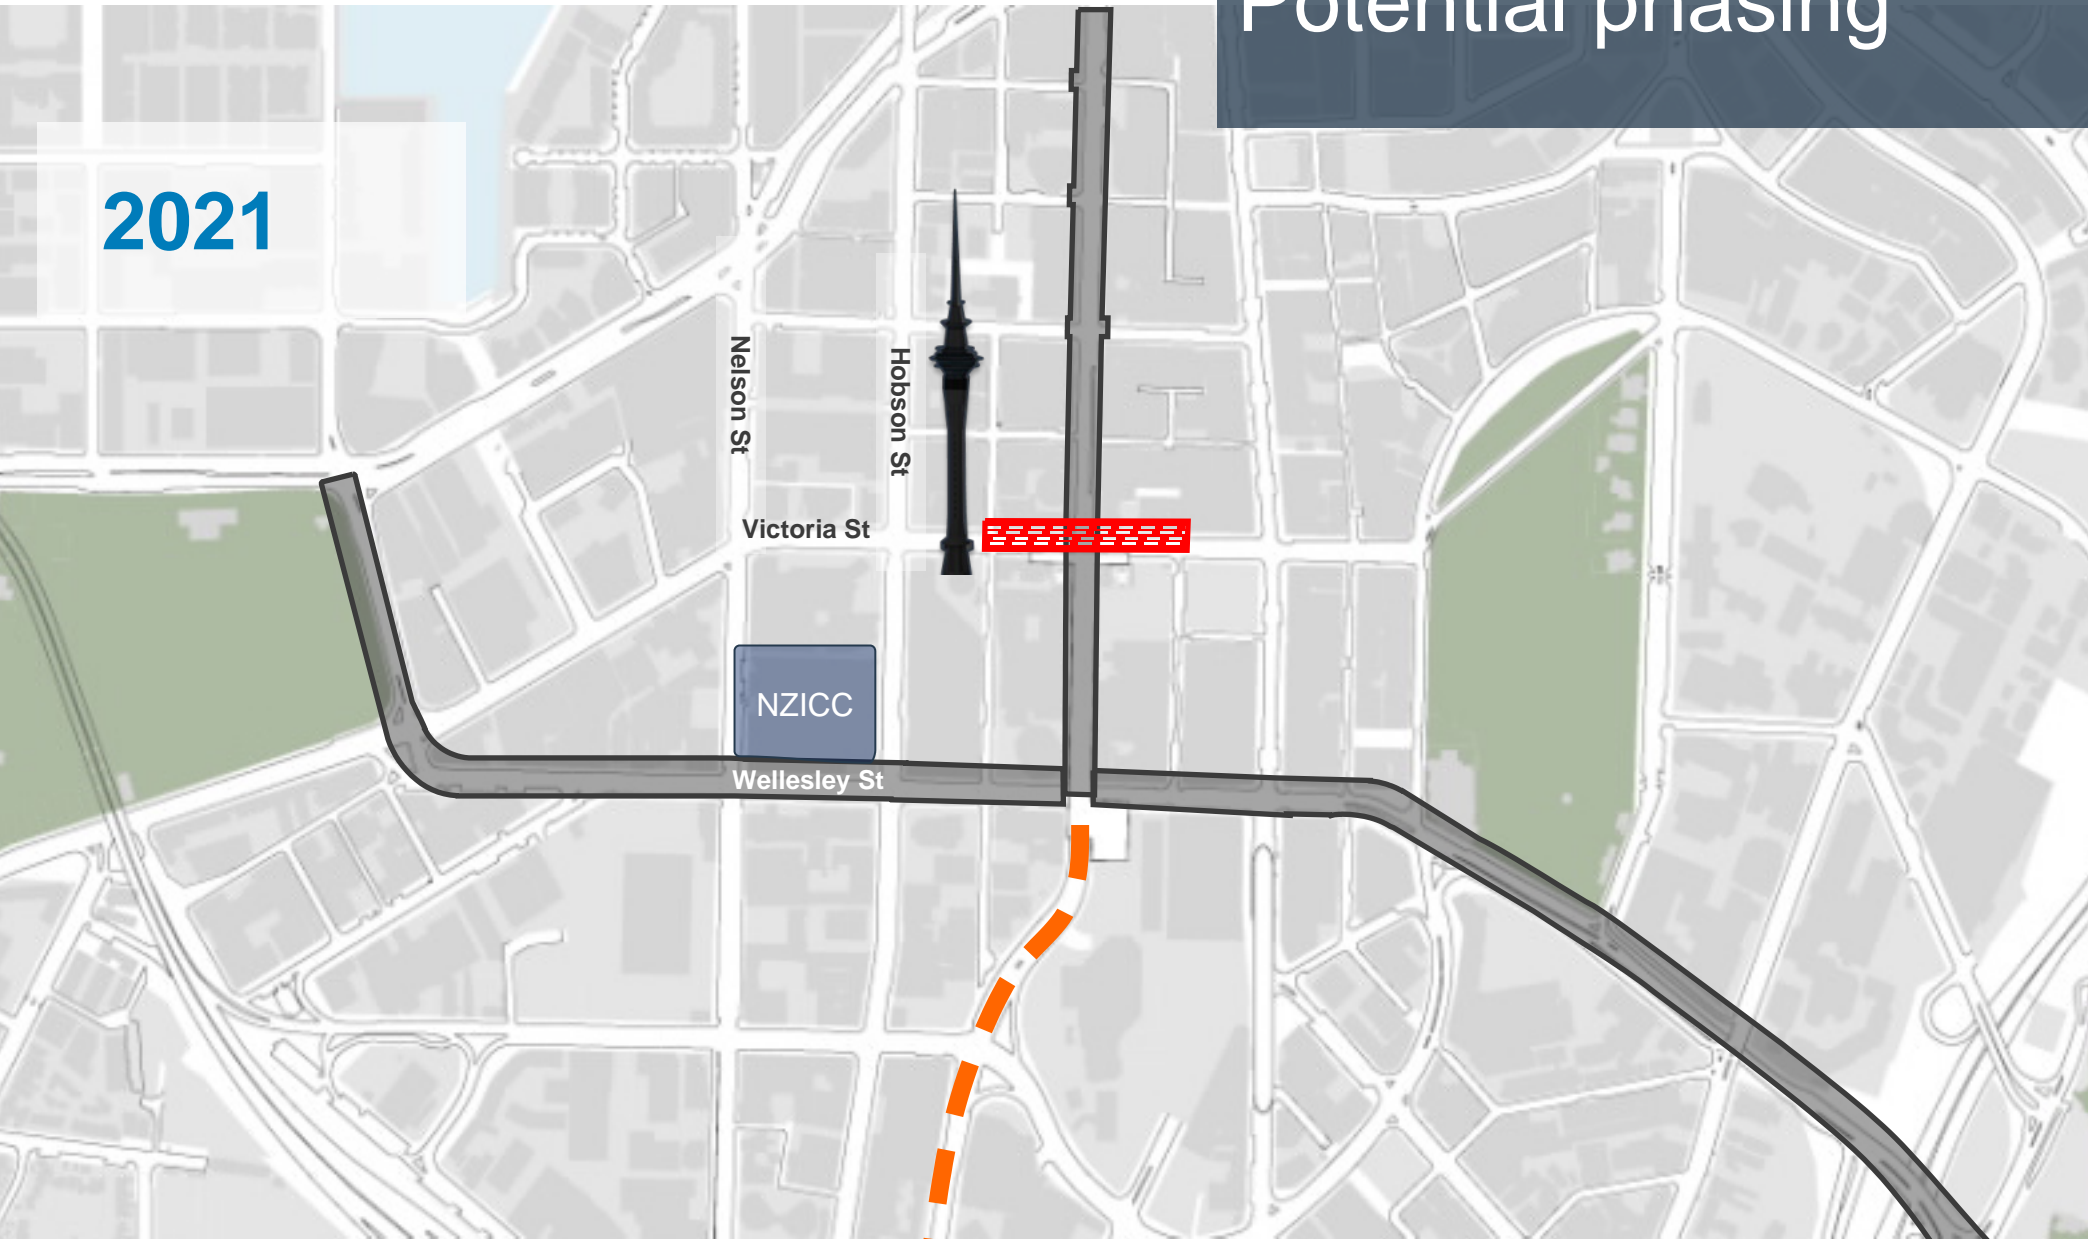 Potential phasing
2021
Nelson St
Hobson St
Victoria St
NZICC
Wellesley St